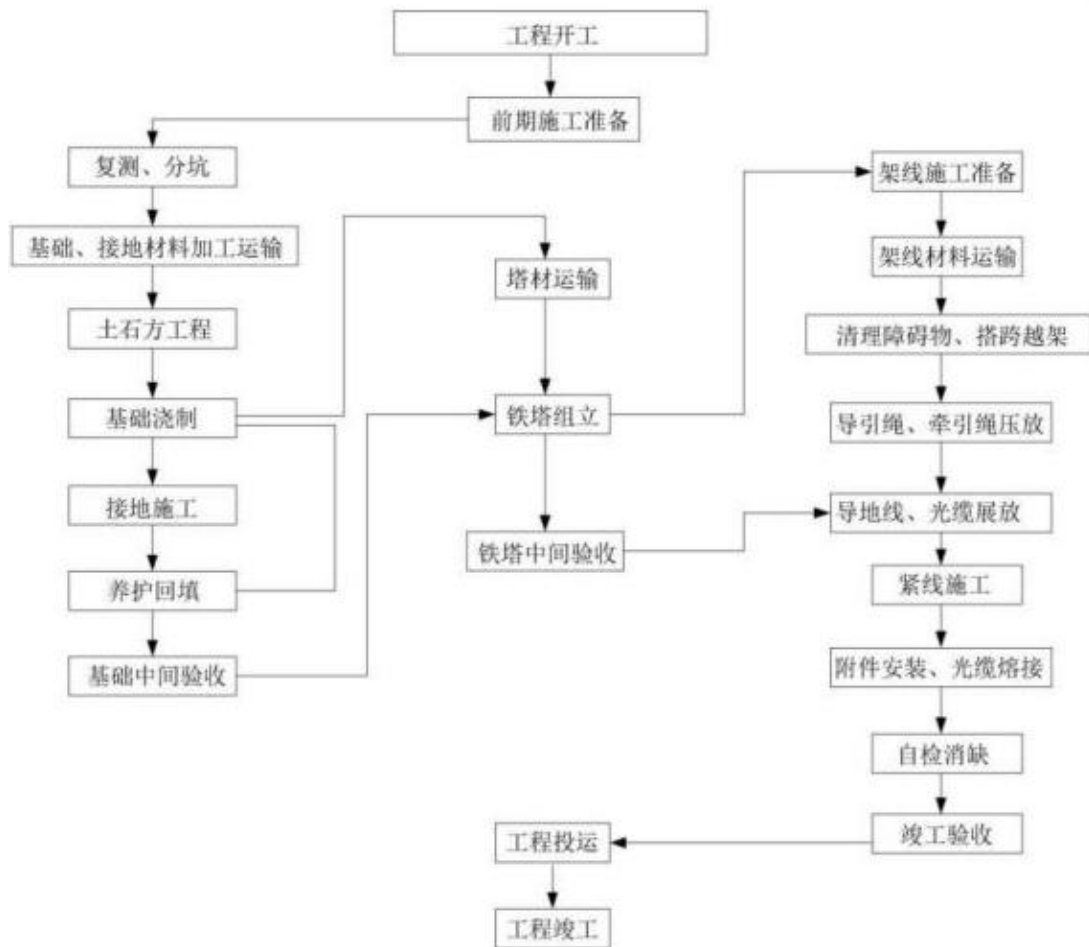 工程开工
前期施工准备
复测、分坑
基础、接地材料加工运输
土石方工程
基础浇制
接地施工
养护回填
基础中间验收
塔材运输
铁塔组立
铁塔中间验收
架线施工准备
架线材料运输
清理障碍物、搭跨越架
导引绳、牵引绳压放
导地线、光缆展放
紧线施工
附件安装、光缆熔接
自检消缺
竣工验收
工程投运
工程竣工